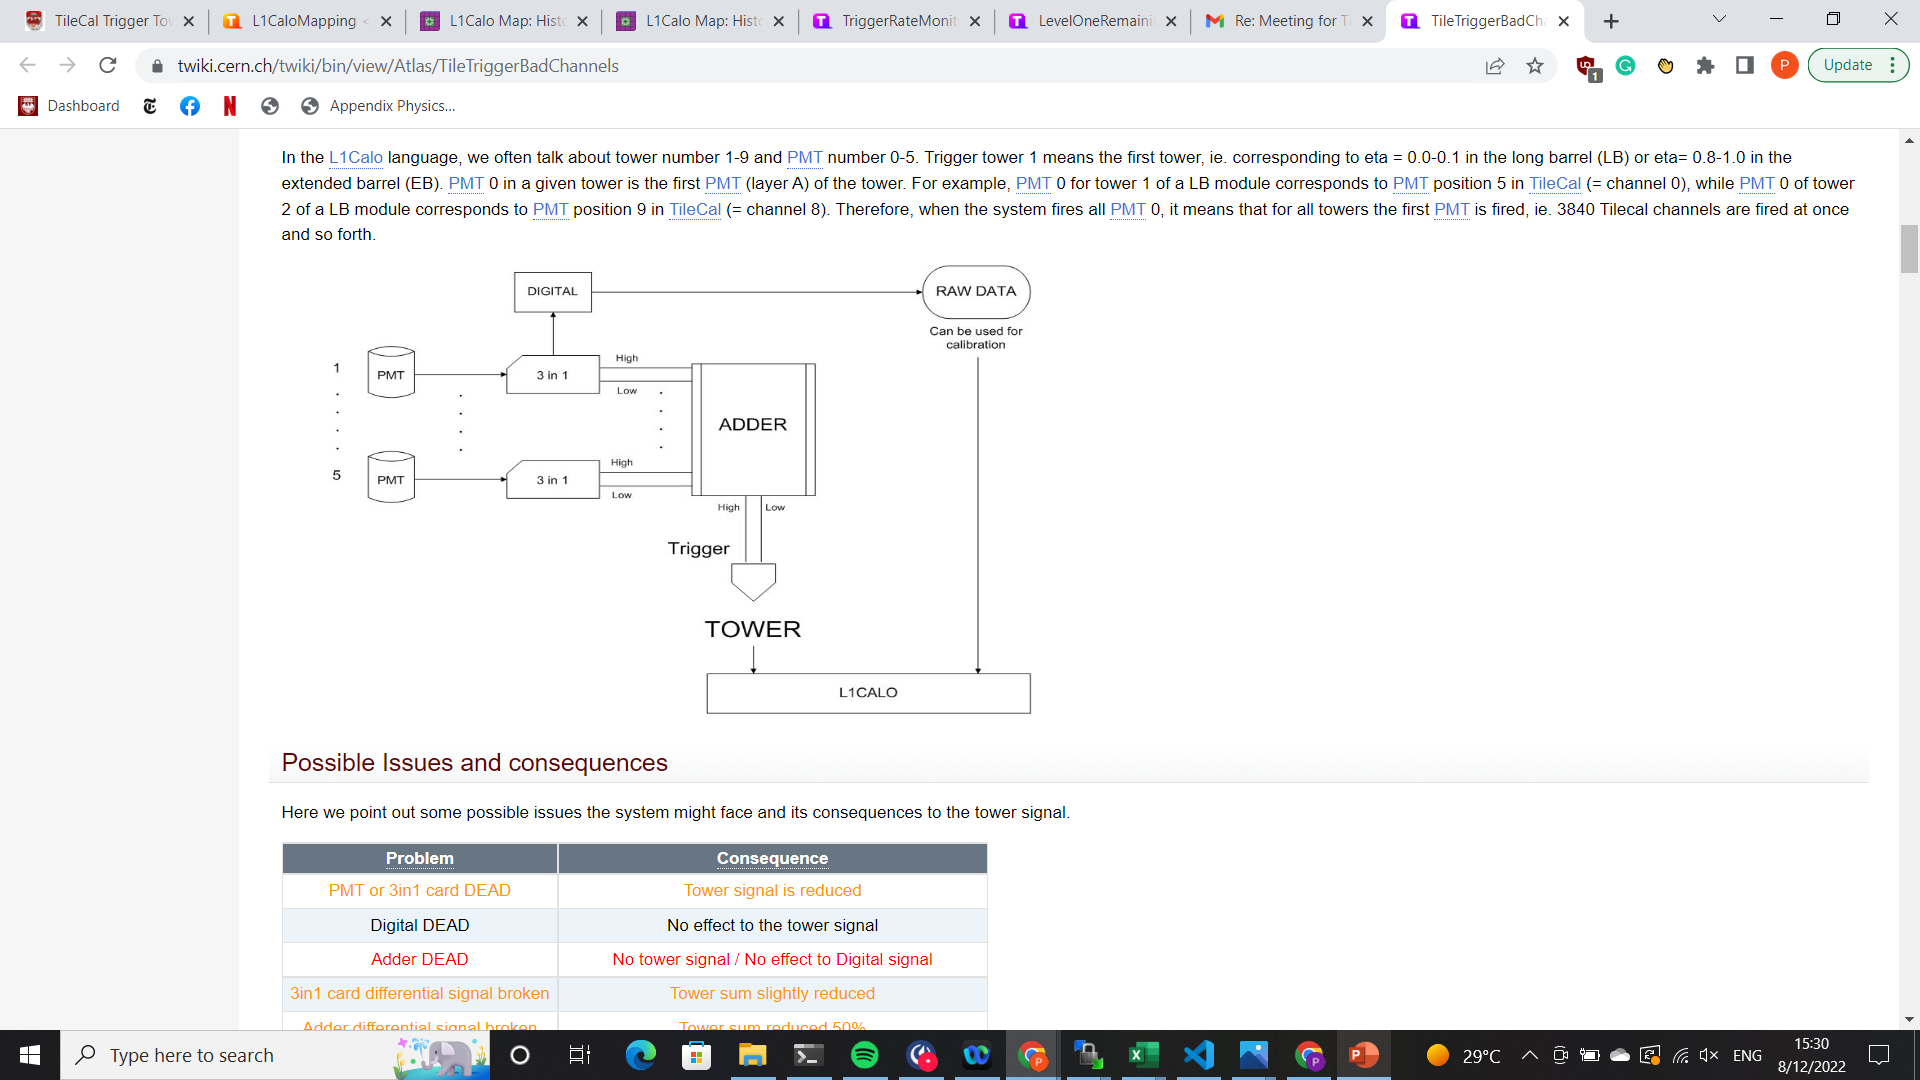 TileCal Trigger To
L1CaloMapping <
L1Calo Map: Histo
L1Calo Map: Histo
TriggerRateMonit
LevelOneRemaini
Re: Meeting for T
TileTriggerBadCh
twiki.cern.ch/twiki/bin/view/Atlas/TileTriggerBadChannels
1
P
Update
Dashboard
Appendix Physics...
In the L1Calo language, we often talk about tower number 1-9 and PMT number 0-5. Trigger tower 1 means the first tower, ie. corresponding to eta = 0.0-0.1 in the long barrel (LB) or eta= 0.8-1.0 in the
extended barrel (EB). PMT 0 in a given tower is the first PMT (layer A) of the tower. For example, PMT 0 for tower 1 of a LB module corresponds to PMT position 5 in TileCal (= channel 0), while PMT 0 of tower
2 of a LB module corresponds to PMT position 9 in TileCal (= channel 8). Therefore, when the system fires all PMT 0, it means that for all towers the first PMT is fired, ie. 3840 Tilecal channels are fired at once
and so forth.
DIGITAL
RAW DATA
Can be used for
calibration
1
PMT
3 in 1
High
Low
ADDER
5
PMT
3 in 1
High
Low
High
Low
Trigger
TOWER
L1CALO
Possible Issues and consequences
Here we point out some possible issues the system might face and its consequences to the tower signal.
Problem
Consequence
PMT or 3in1 card DEAD
Tower signal is reduced
Digital DEAD
No effect to the tower signal
Adder DEAD
No tower signal / No effect to Digital signal
3in1 card differential signal broken
Tower sum slightly reduced
Adder differential signal broken
Tower sum reduced 50%
Type here to search
29°C
ENG
15:30
8/12/2022